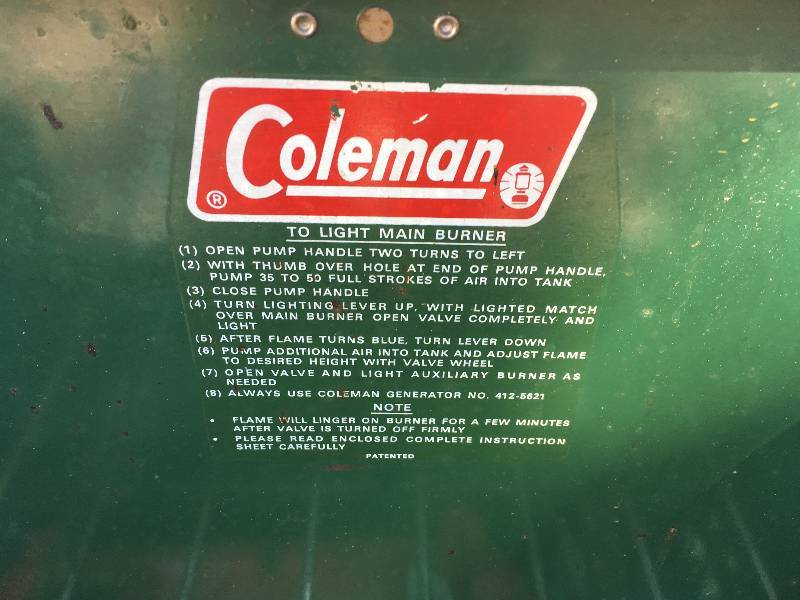 Coleman
®
TO LIGHT MAIN BURNER
(1) OPEN PUMP HANDLE TWO TURNS TO LEFT
(2) WITH THUMB OVER HOLE AT END OF PUMP HANDLE,
PUMP 35 TO 50 FULL STROKES OF AIR INTO TANK
(3) CLOSE PUMP HANDLE
(4) TURN LIGHTING LEVER UP, WITH LIGHTED MATCH
OVER MAIN BURNER OPEN VALVE COMPLETELY AND
LIGHT
(5) AFTER FLAME TURNS BLUE, TURN LEVER DOWN
(6) PUMP ADDITIONAL AIR INTO TANK AND ADJUST FLAME
TO DESIRED HEIGHT WITH VALVE WHEEL
(7) OPEN VALVE AND LIGHT AUXILIARY BURNER AS
NEEDED
(8) ALWAYS USE COLEMAN GENERATOR NO. 412-5621
NOTE
• FLAME WILL LINGER ON BURNER FOR A FEW MINUTES
AFTER VALVE IS TURNED OFF FIRMLY
• PLEASE READ ENCLOSED COMPLETE INSTRUCTION
SHEET CAREFULLY
PATENTED